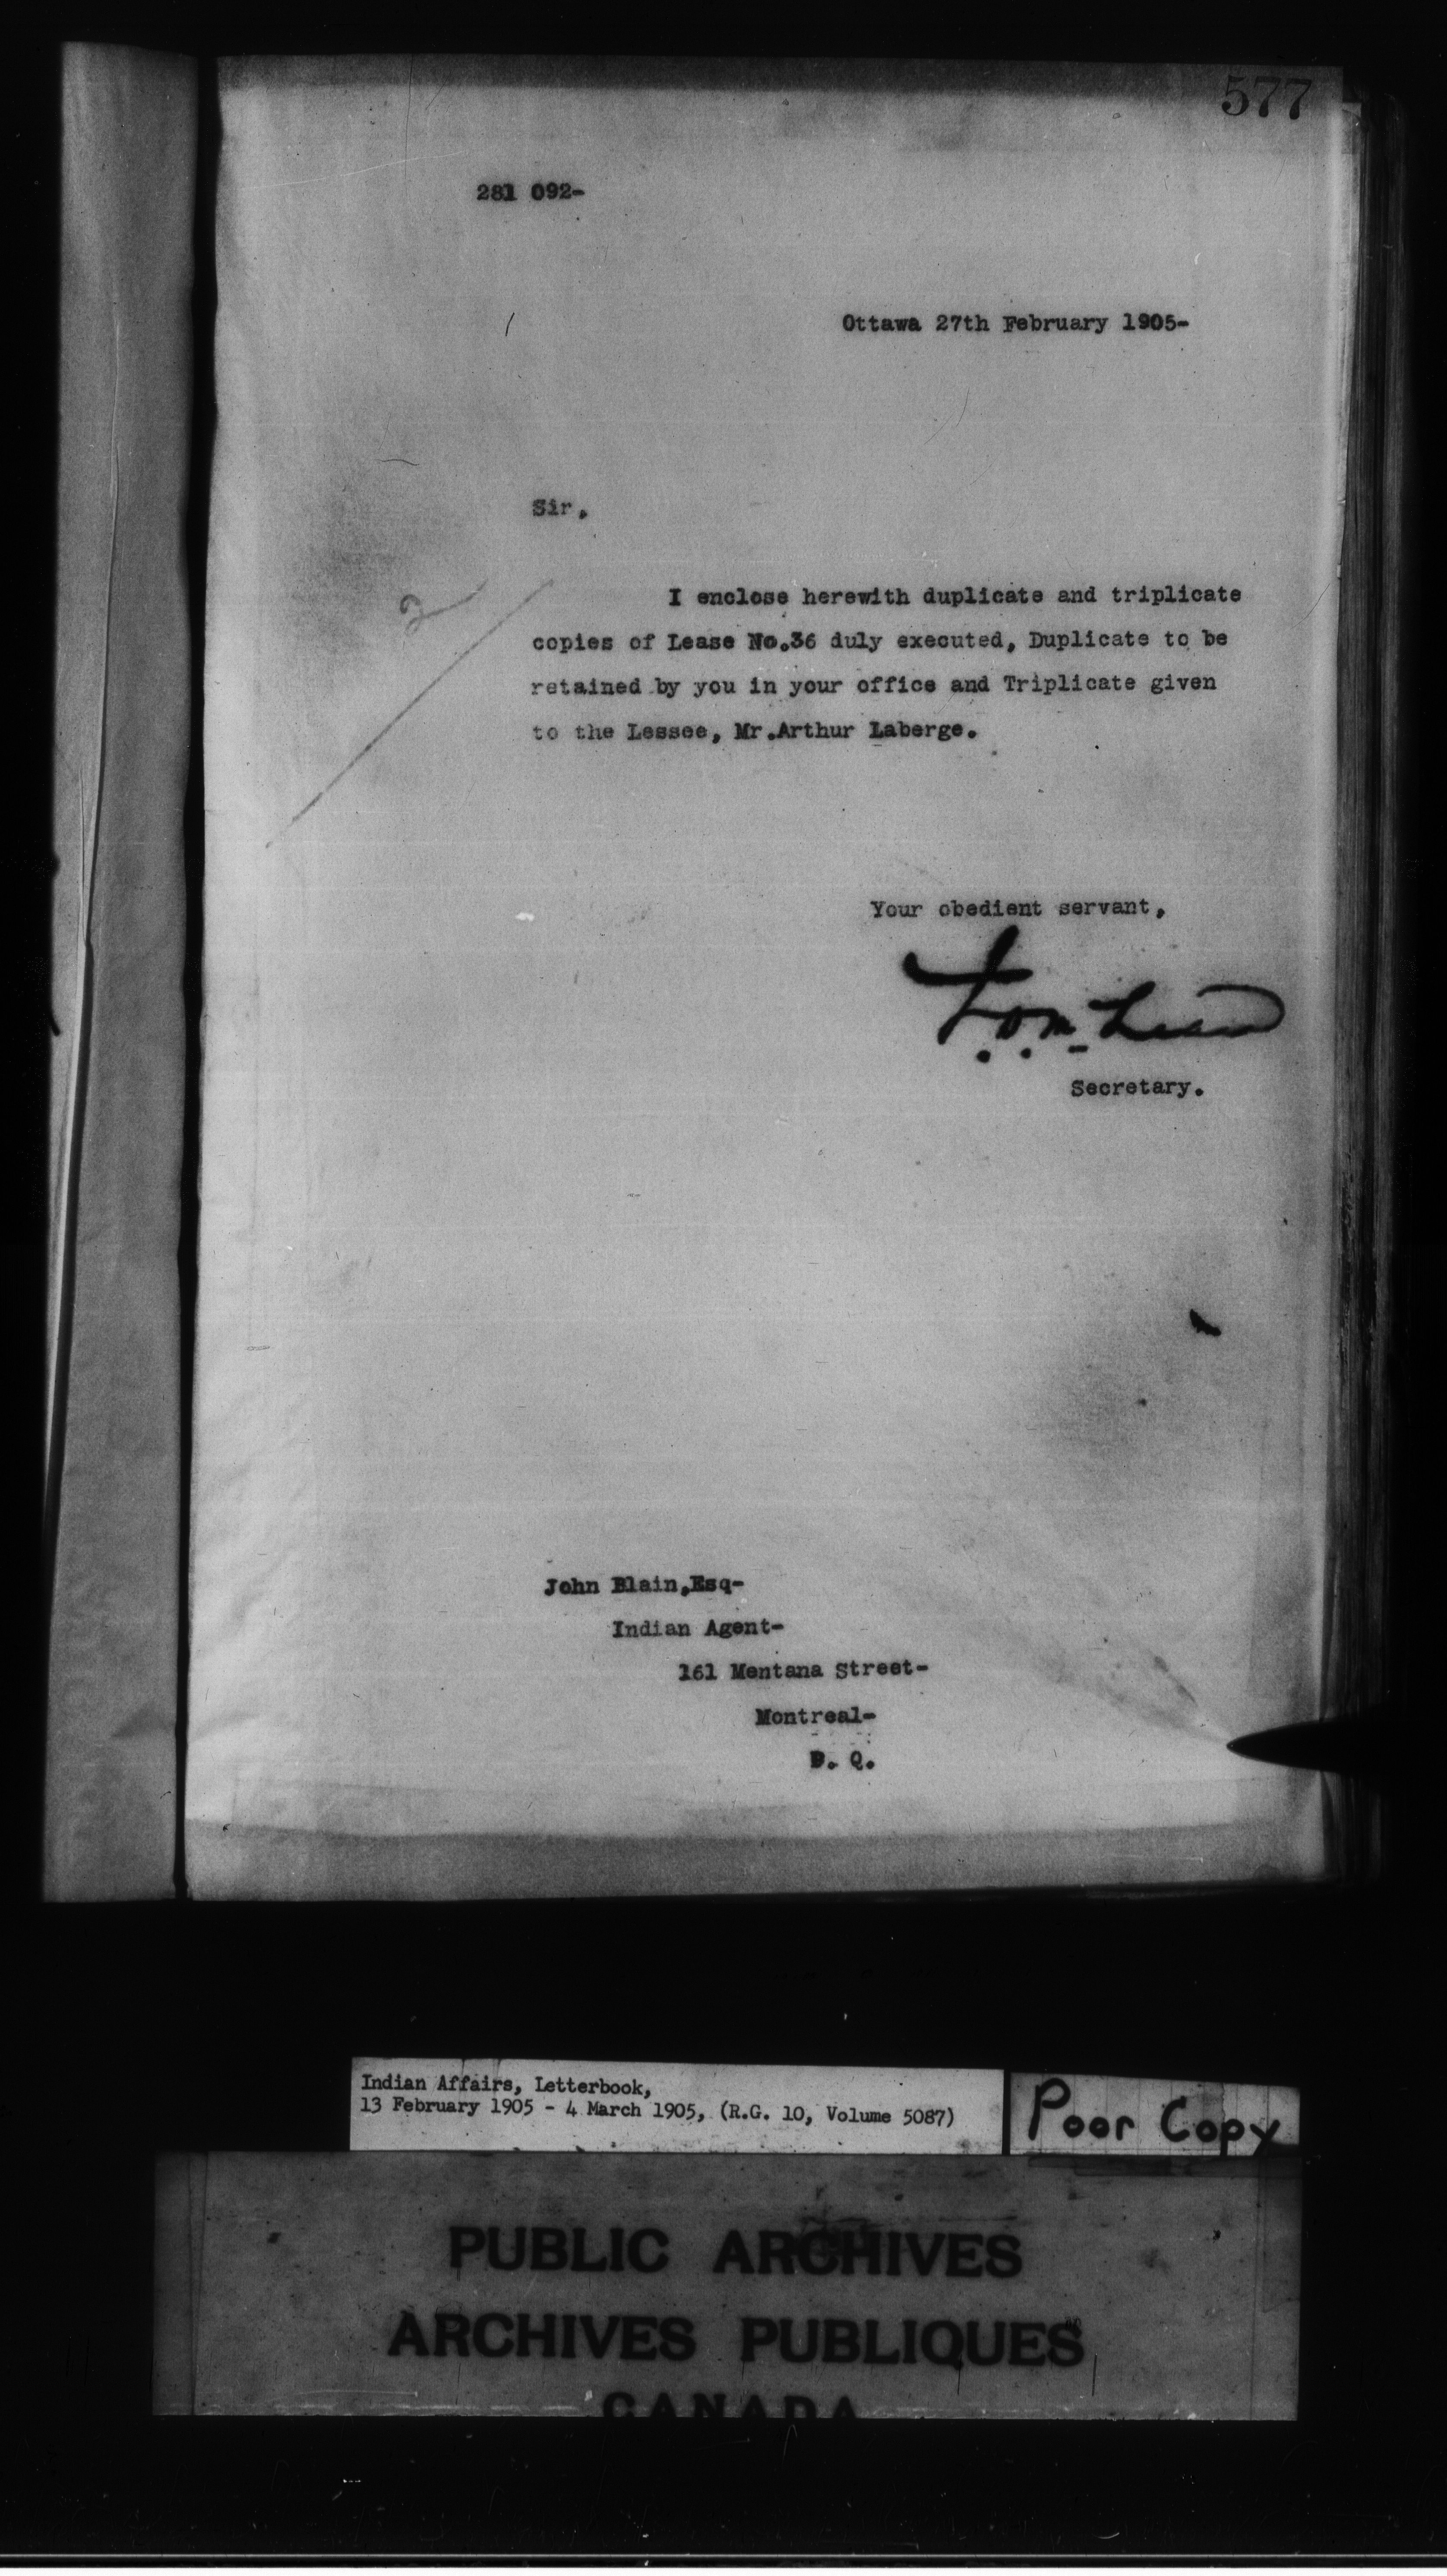 577
281 092-
Ottawa 27th February 1905-
Sir,
I enclose herewith duplicate and triplicate
copies of Lease No.36 duly executed, Duplicate to be
retained by you in your office and Triplicate given
to the Lessee, Mr.Arthur Laberge.
Your obedient servant,
Secretary.
John Blain,Esq-
Indian Agent-
161 Mentana Street-
Montreal-
P. Q.
Indian Affairs, Letterbook,
13 February 1905 - 4 March 1905, (R.G. 10, Volume 5087)
Poor Copy
PUBLIC ARCHIVES
ARCHIVES PUBLIQUES
CANADA